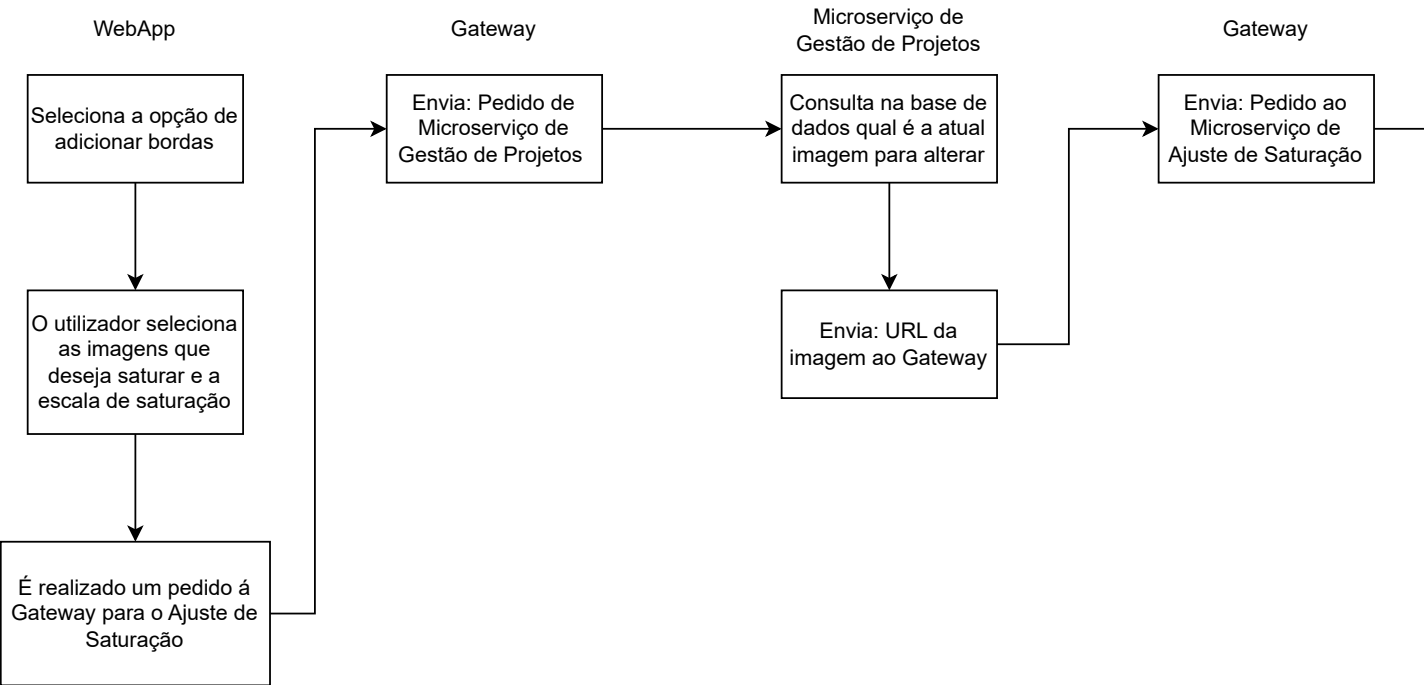 WebApp
Seleciona a opção de
adicionar bordas
O utilizador seleciona
as imagens que
deseja saturar e a
escala de saturação
É realizado um pedido á
Gateway para o Ajuste de
Saturação
Gateway
Envia: Pedido de
Microserviço de
Gestão de Projetos
Microserviço de
Gestão de Projetos
Consulta na base de
dados qual é a atual
imagem para alterar
Envia: URL da
imagem ao Gateway
Gateway
Envia: Pedido ao
Microserviço de
Ajuste de Saturação